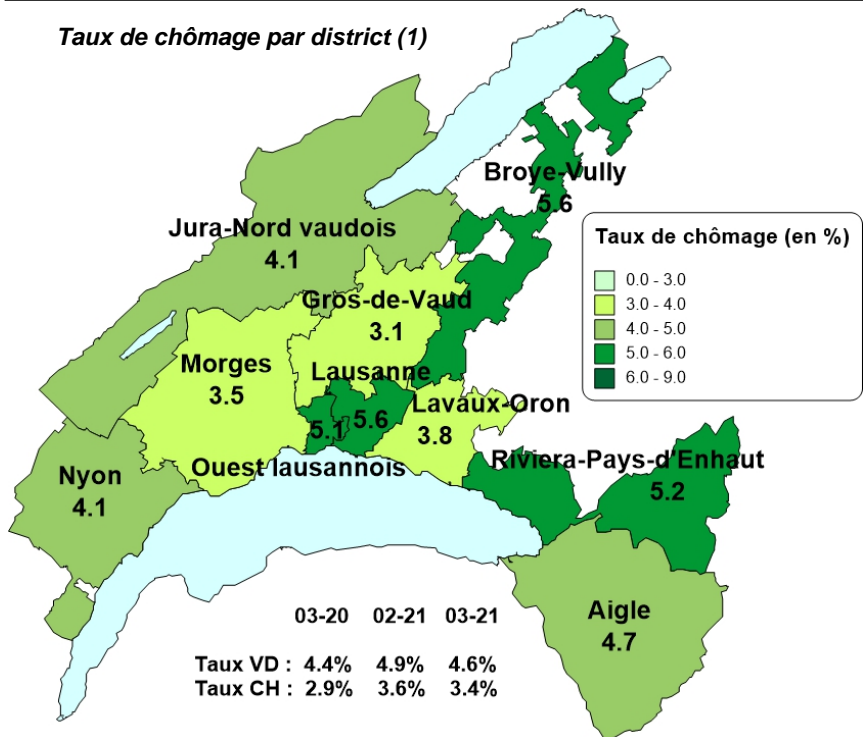 Taux de chômage par district (1)
Broye-Vully
5.6
Jura-Nord vaudois
4.1
Taux de chômage (en %)
0.0 - 3.0
3.0 - 4.0
4.0 - 5.0
5.0 - 6.0
6.0 - 9.0
Gros-de-Vaud
3.1
Morges
3.5
Lausanne
5.6
5.1
Lavaux-Oron
3.8
Ouest lausannois
Riviera-Pays-d'Enhaut
5.2
Nyon
4.1
Aigle
4.7
03-20 02-21 03-21
Taux VD : 4.4% 4.9% 4.6%
Taux CH : 2.9% 3.6% 3.4%